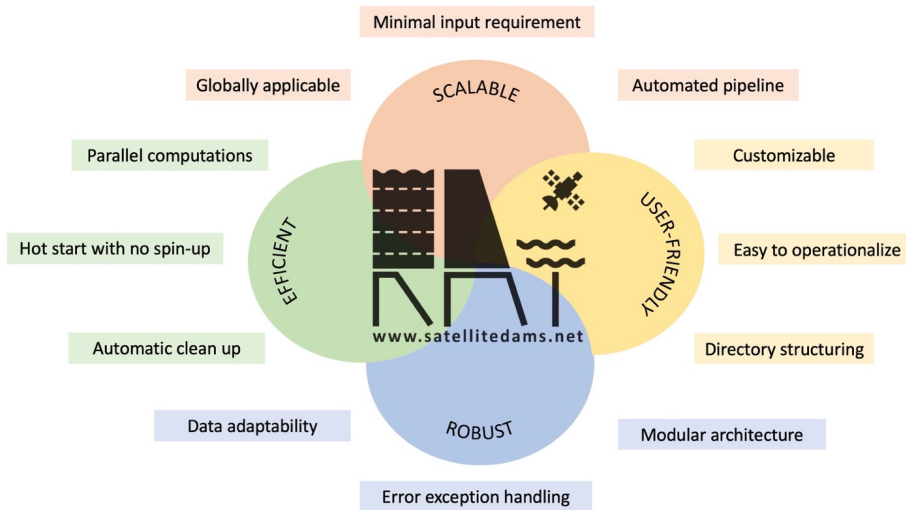 Minimal input requirement
Globally applicable
SCALABLE
Automated pipeline
Parallel computations
Customizable
Hot start with no spin-up
EFFICIENT
USER-FRIENDLY
Easy to operationalize
RAT
www.satellitedams.net
Automatic clean up
Directory structuring
Data adaptability
ROBUST
Modular architecture
Error exception handling